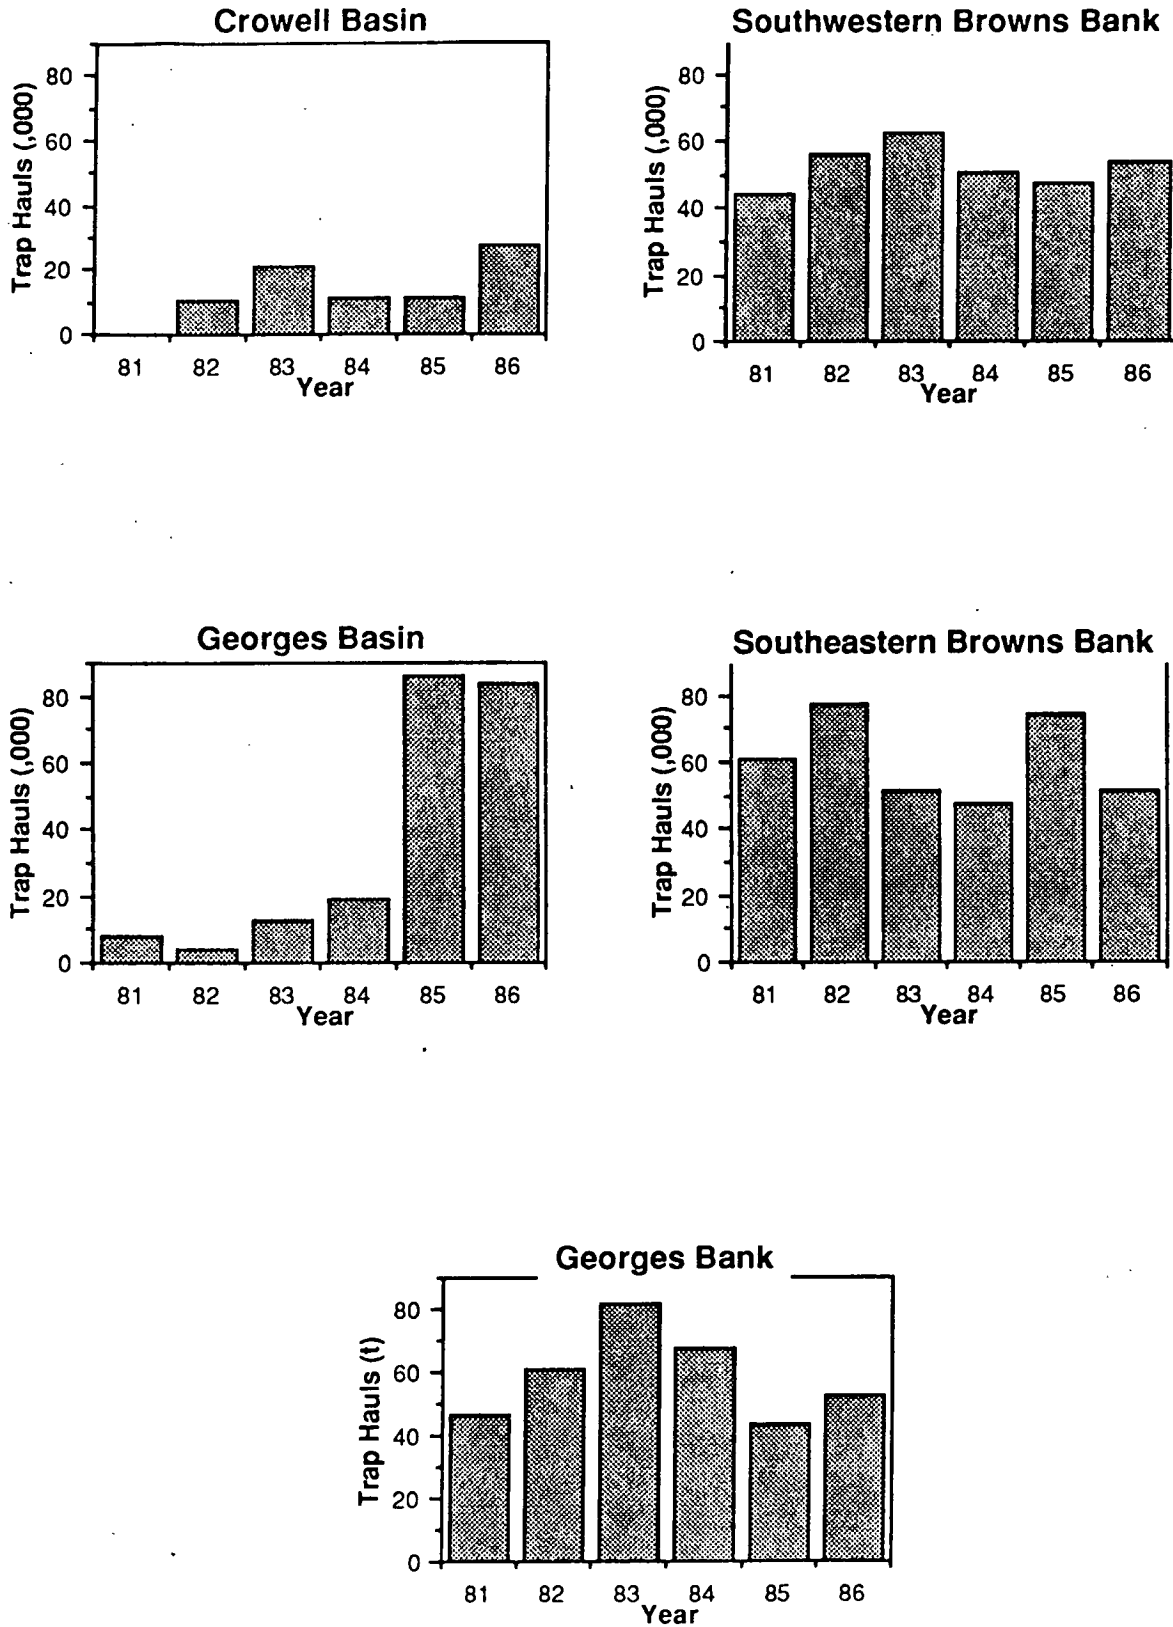 Crowell Basin
Trap Hauls (,000)
80
60
40
20
0
81 82 83 84 85 86
Year
Southwestern Browns Bank
Trap Hauls (,000)
80
60
40
20
0
81 82 83 84 85 86
Year
Georges Basin
Trap Hauls (,000)
80
60
40
20
0
81 82 83 84 85 86
Year
Southeastern Browns Bank
Trap Hauls (,000)
80
60
40
20
0
81 82 83 84 85 86
Year
Georges Bank
Trap Hauls (t)
80
60
40
20
0
81 82 83 84 85 86
Year